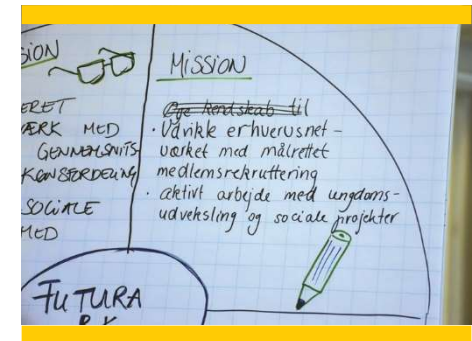 SION
ERET
ÆRK MED
GENNEMSNITS
KØNSFORDELING
SOCIALE
MED
MISSION
Øge kendskab til
· Udvikle erhvervsnet-
værket med målrettet
medlemsrekruttering
· aktivt arbejde med ungdoms-
udveksling og sociale projekter
FUTURA